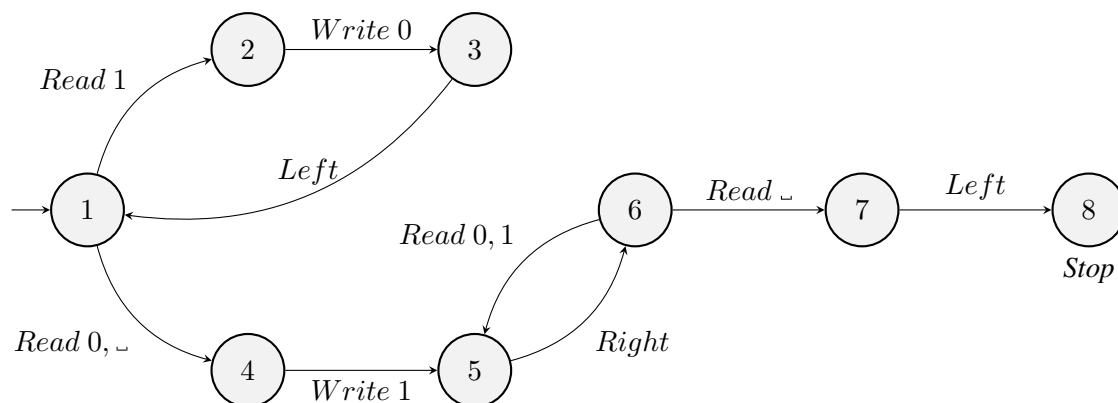 2
Write 0
3
Read 1
Left
1
6
Read ␣
7
Left
8
Stop
Read 0, 1
Read 0, ␣
Right
4
Write 1
5